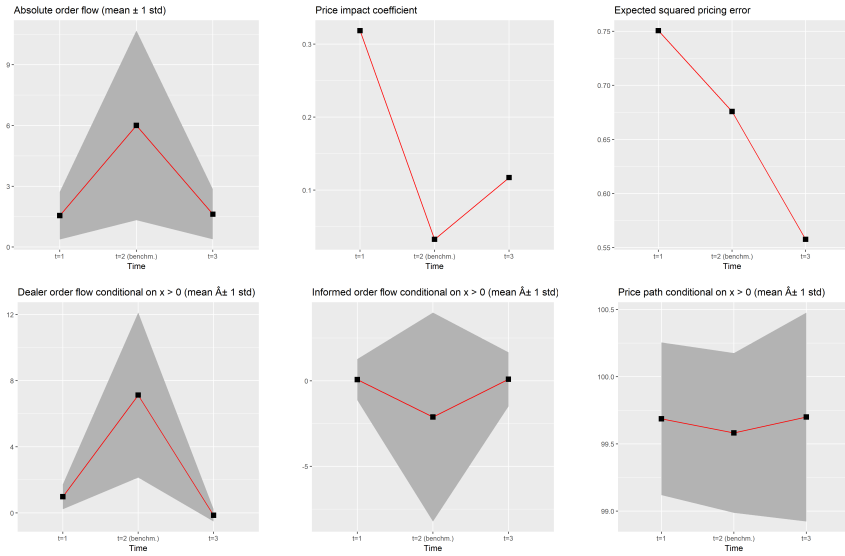 Absolute order flow (mean ± 1 std)
9
6
3
0
t=1
t=2 (benchm.)
t=3
Time
Price impact coefficient
0.3
0.2
0.1
t=1
t=2 (benchm.)
t=3
Time
Expected squared pricing error
0.75
0.70
0.65
0.60
0.55
t=1
t=2 (benchm.)
t=3
Time
Dealer order flow conditional on x > 0 (mean Â± 1 std)
12
8
4
0
t=1
t=2 (benchm.)
t=3
Time
Informed order flow conditional on x > 0 (mean Â± 1 std)
0
-5
t=1
t=2 (benchm.)
t=3
Time
Price path conditional on x > 0 (mean Â± 1 std)
100.5
100.0
99.5
99.0
t=1
t=2 (benchm.)
t=3
Time